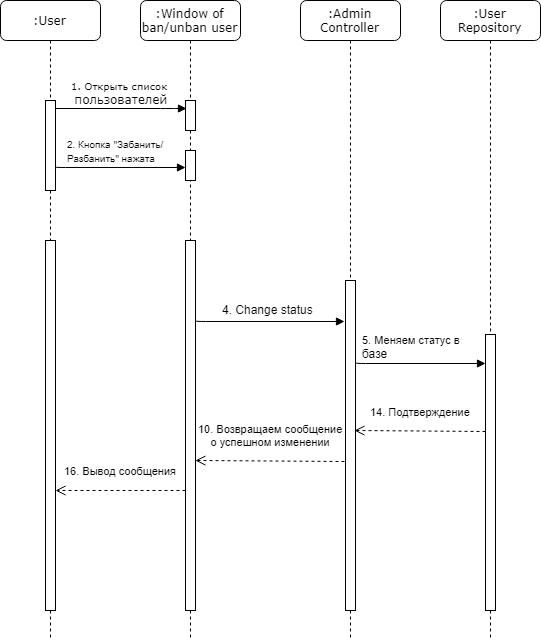 :User
:Window of
ban/unban user
:Admin
Controller
:User
Repository
1. Открыть список
пользователей
2. Кнопка "Забанить/
Разбанить" нажата
4. Change status
5. Меняем статус в
базе
14. Подтверждение
10. Возвращаем сообщение
о успешном изменении
16. Вывод сообщения